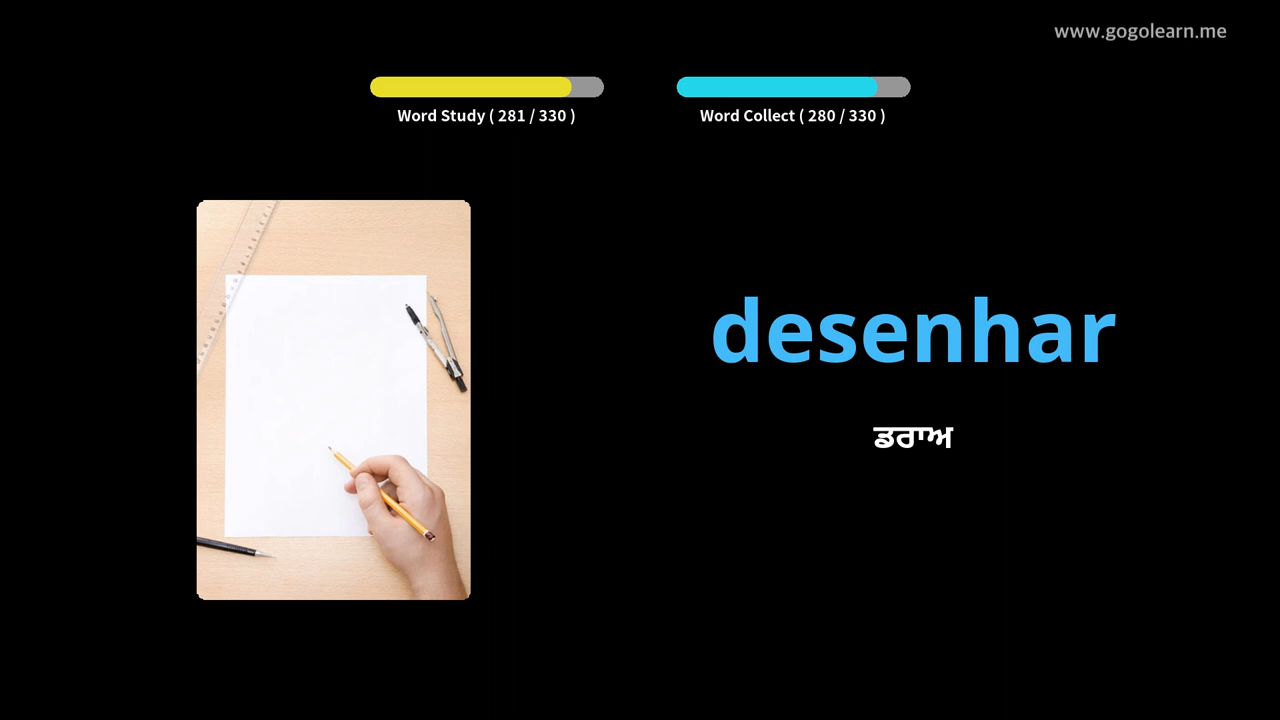 www.gogolearn.me
Word Study ( 281 / 330 )
Word Collect ( 280 / 330 )
desenhar
ਡਰਾਅ